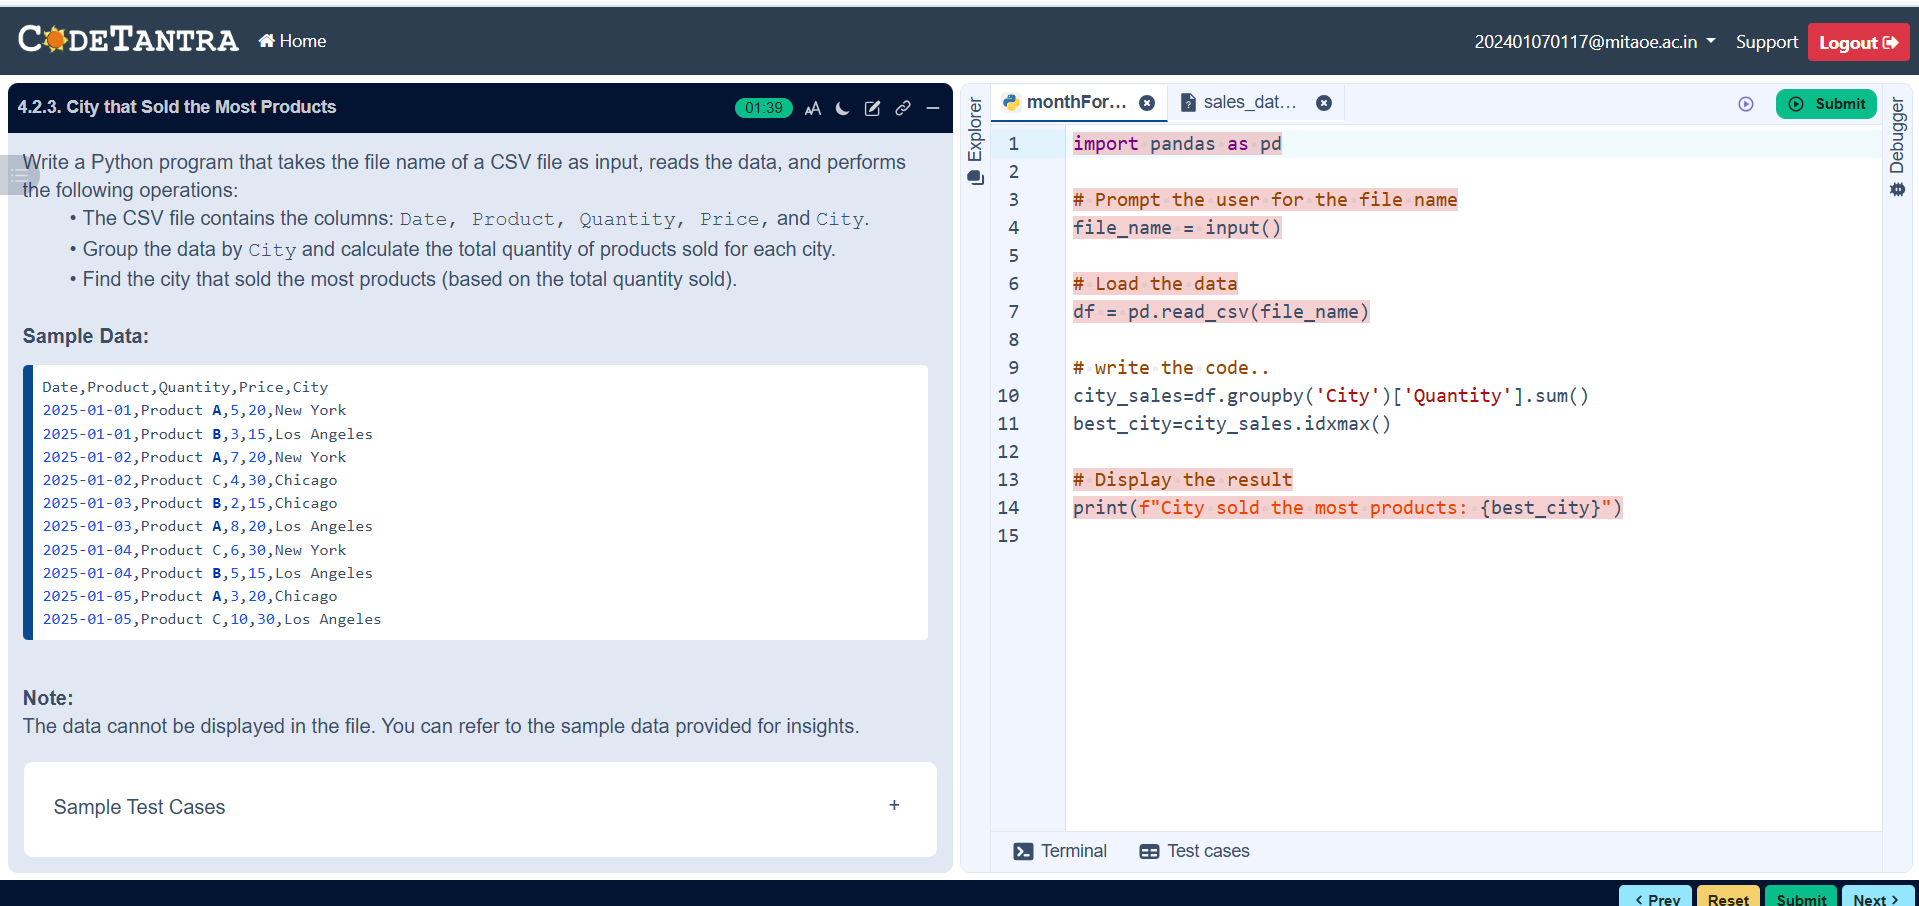 CODETANTRA Home 202401070117@mitaoe.ac.in Support Logout
4.2.3. City that Sold the Most Products 01:39
Write a Python program that takes the file name of a CSV file as input, reads the data, and performs
the following operations:
• The CSV file contains the columns: Date, Product, Quantity, Price, and City.
• Group the data by City and calculate the total quantity of products sold for each city.
• Find the city that sold the most products (based on the total quantity sold).
Sample Data:
Date,Product,Quantity,Price,City
2025-01-01,Product A,5,20,New York
2025-01-01,Product B,3,15,Los Angeles
2025-01-02,Product A,7,20,New York
2025-01-02,Product C,4,30,Chicago
2025-01-03,Product B,2,15,Chicago
2025-01-03,Product A,8,20,Los Angeles
2025-01-04,Product C,6,30,New York
2025-01-04,Product B,5,15,Los Angeles
2025-01-05,Product A,3,20,Chicago
2025-01-05,Product C,10,30,Los Angeles
Note:
The data cannot be displayed in the file. You can refer to the sample data provided for insights.
Sample Test Cases +
Explorer
monthFor... sales_dat... Submit
1 import pandas as pd
2
3 # Prompt the user for the file name
4 file_name = input()
5
6 # Load the data
7 df = pd.read_csv(file_name)
8
9 # write the code..
10 city_sales=df.groupby('City')['Quantity'].sum()
11 best_city=city_sales.idxmax()
12
13 # Display the result
14 print(f"City sold the most products: {best_city}")
15
Debugger
Terminal Test cases
< Prev Reset Submit Next >